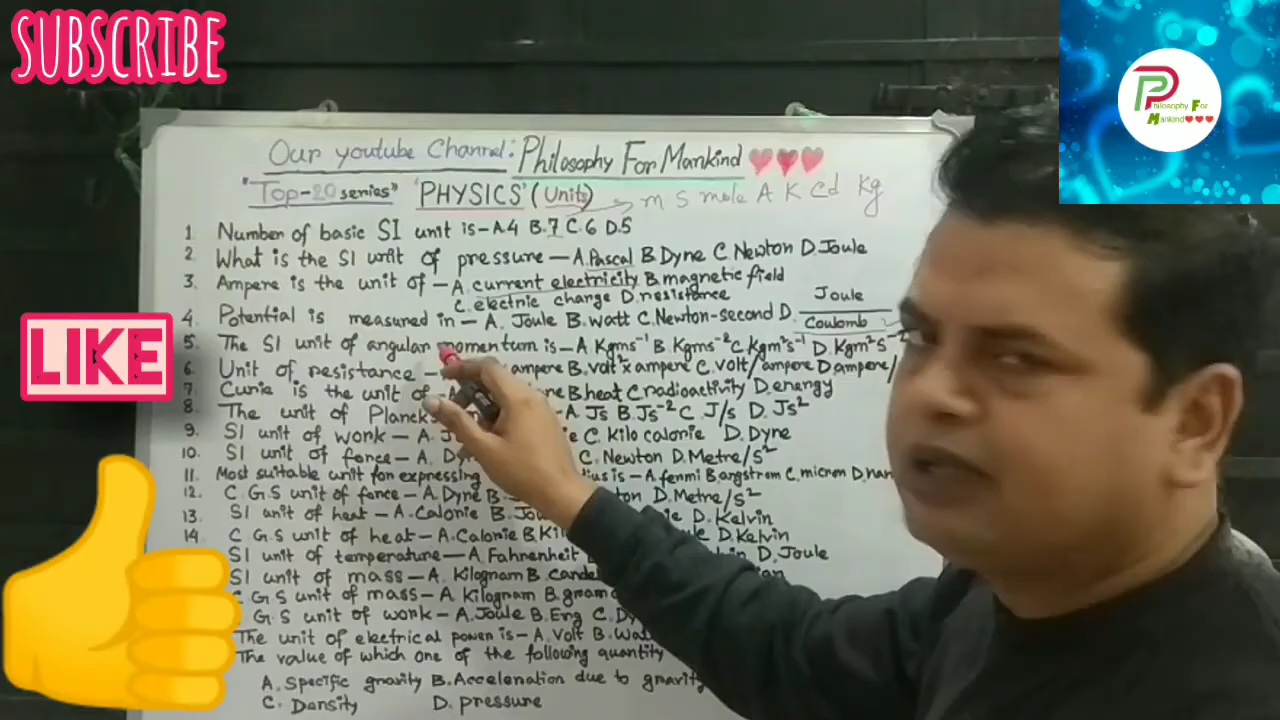 SUBSCRIBE
Philosophy For
Mankind
Our youtube Channel: Philosophy For Mankind
"Top-20 series" 'PHYSICS' (Units) m S mole A K Cd Kg
1 Number of basic SI unit is - A.4 B.7 C.6 D.5
2 What is the SI unit of pressure - A.Pascal B Dyne C Newton D.Joule
3. Ampere is the unit of - A. current electricity B.magnetic field
C. electric charge D. resistance
4. Potential is measured in - A. Joule B.watt C.Newton-second D. Joule/Coulomb
5 The SI unit of angular momentum is - A Kgms⁻¹ B Kgms⁻² C Kgm²s⁻¹ D.Kgm²s⁻²
6. Unit of resistance - ampere B.volt² x ampere C. volt/ampere D ampere/
7 Curie is the unit of B.heat C radioactivity D.energy
8. The unit of Planck's - A. Js B.Js⁻² C J/s D. Js²
9. SI unit of work - A. C. Kilo calorie D.Dyne
10. SI unit of force - A. C. Newton D.Metre/s²
11. Most suitable unit for expressing is - A.fermi B.angstrom C.micron D.nan
12. C.G.S unit of force - A.Dyne B. D.Metre/s²
13. SI unit of heat - A.Calorie B. D.Kelvin
14. C.G.S unit of heat - A.Calorie B. D.Kelvin
SI unit of temperature - A.Fahrenheit D.Joule
SI unit of mass - A. Kilogram B.
C.G.S unit of mass - A. Kilogram B.gram
G.S unit of work - A.Joule B.Erg C.
The unit of electrical power is - A.Volt B.
The value of which one of the following quantity
A. Specific gravity B.Acceleration due to gravity
C. Density D. pressure
LIKE